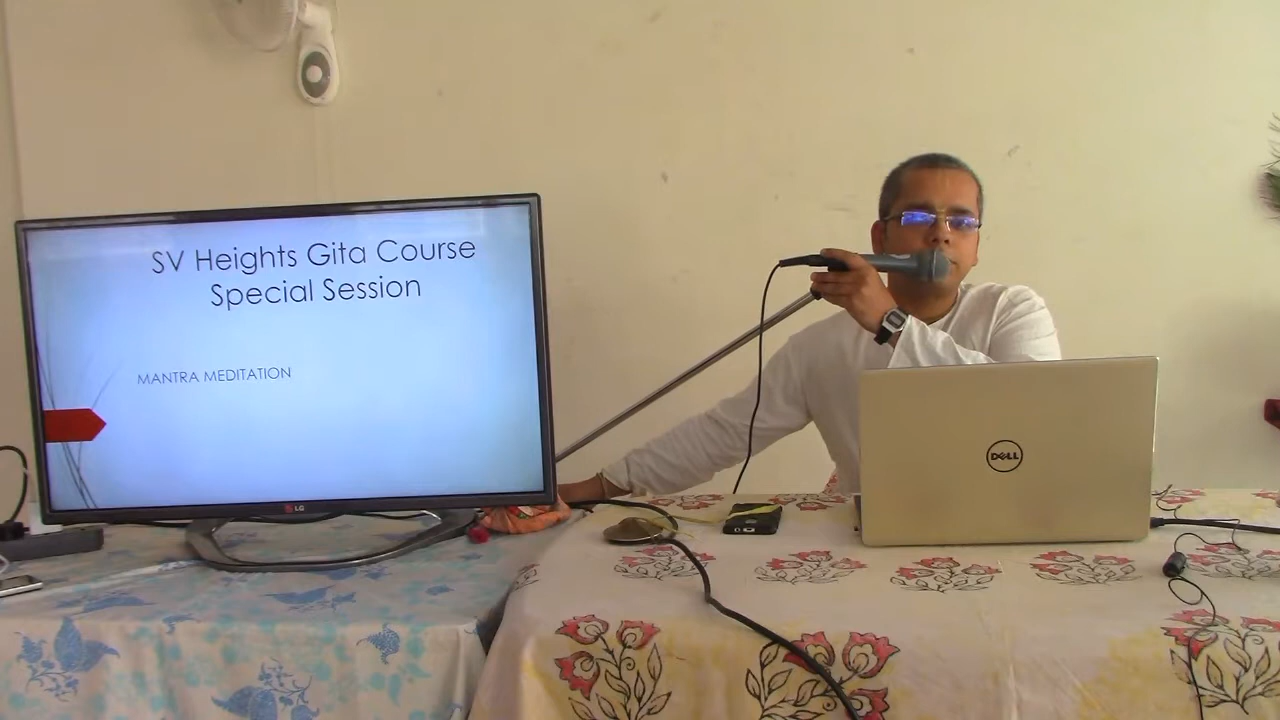 SV Heights Gita Course
Special Session
MANTRA MEDITATION
LG
DELL